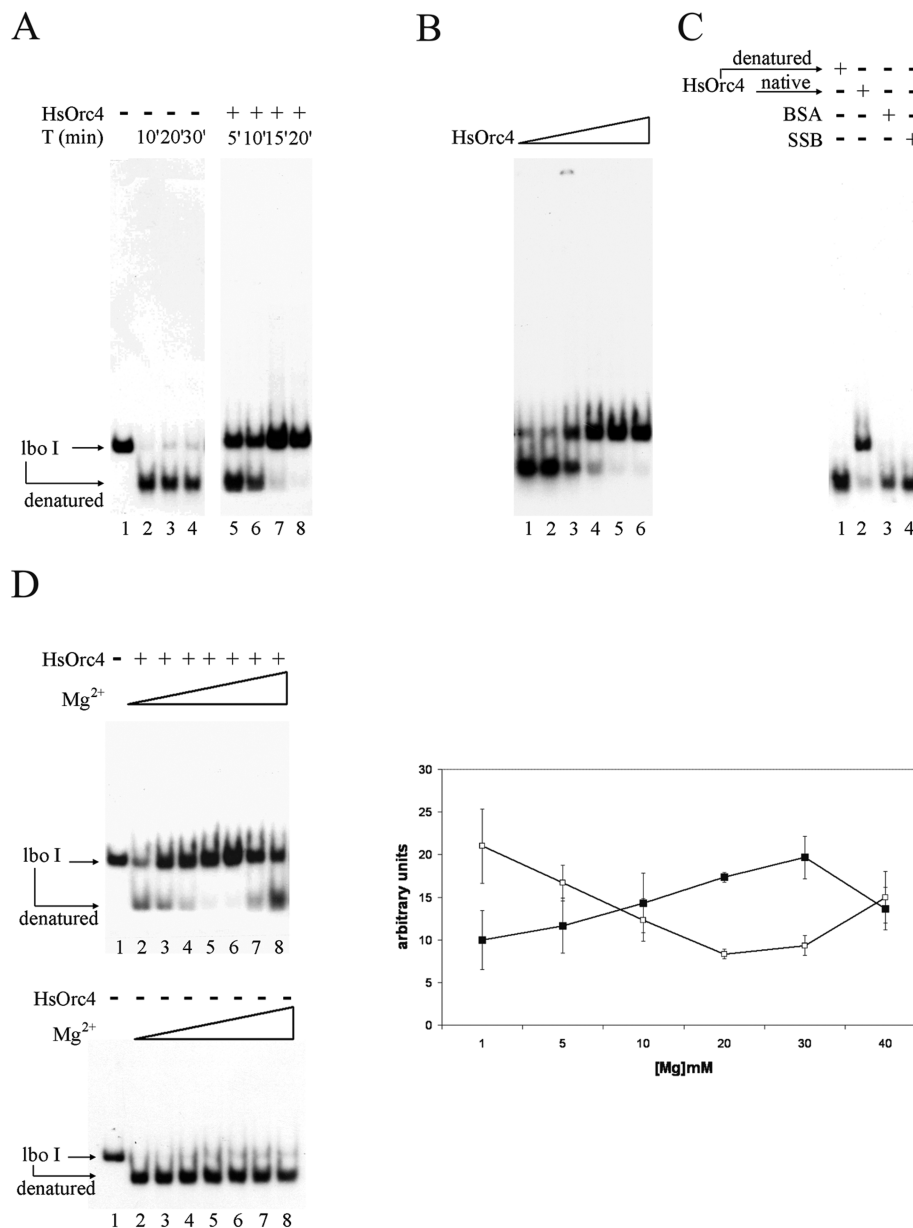 A
HsOrc4 - - - - + + + +
T (min) 10' 20' 30' 5' 10' 15' 20'
lbo I
denatured
1 2 3 4 5 6 7 8
B
HsOrc4
1 2 3 4 5 6
C
denatured + - - -
HsOrc4
native - + - -
BSA - - + -
SSB - - - +
1 2 3 4
D
HsOrc4 - + + + + + + +
Mg2+
lbo I
denatured
1 2 3 4 5 6 7 8
HsOrc4 - - - - - - - -
Mg2+
lbo I
denatured
1 2 3 4 5 6 7 8
30
25
20
15
10
5
0
arbitrary units
1 5 10 20 30 40
[Mg]mM